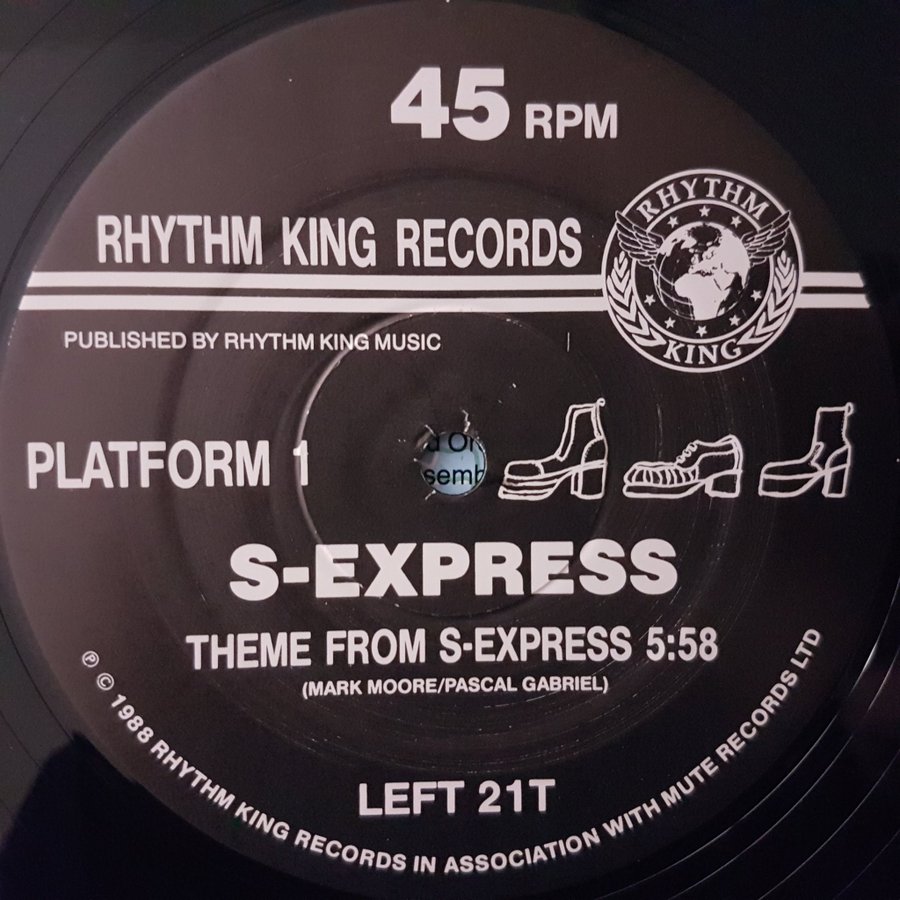 45 RPM
RHYTHM KING RECORDS
RHYTHM
KING
PUBLISHED BY RHYTHM KING MUSIC
PLATFORM 1
S-EXPRESS
THEME FROM S-EXPRESS 5:58
(MARK MOORE/PASCAL GABRIEL)
LEFT 21T
℗ © 1988 RHYTHM KING RECORDS IN ASSOCIATION WITH MUTE RECORDS LTD